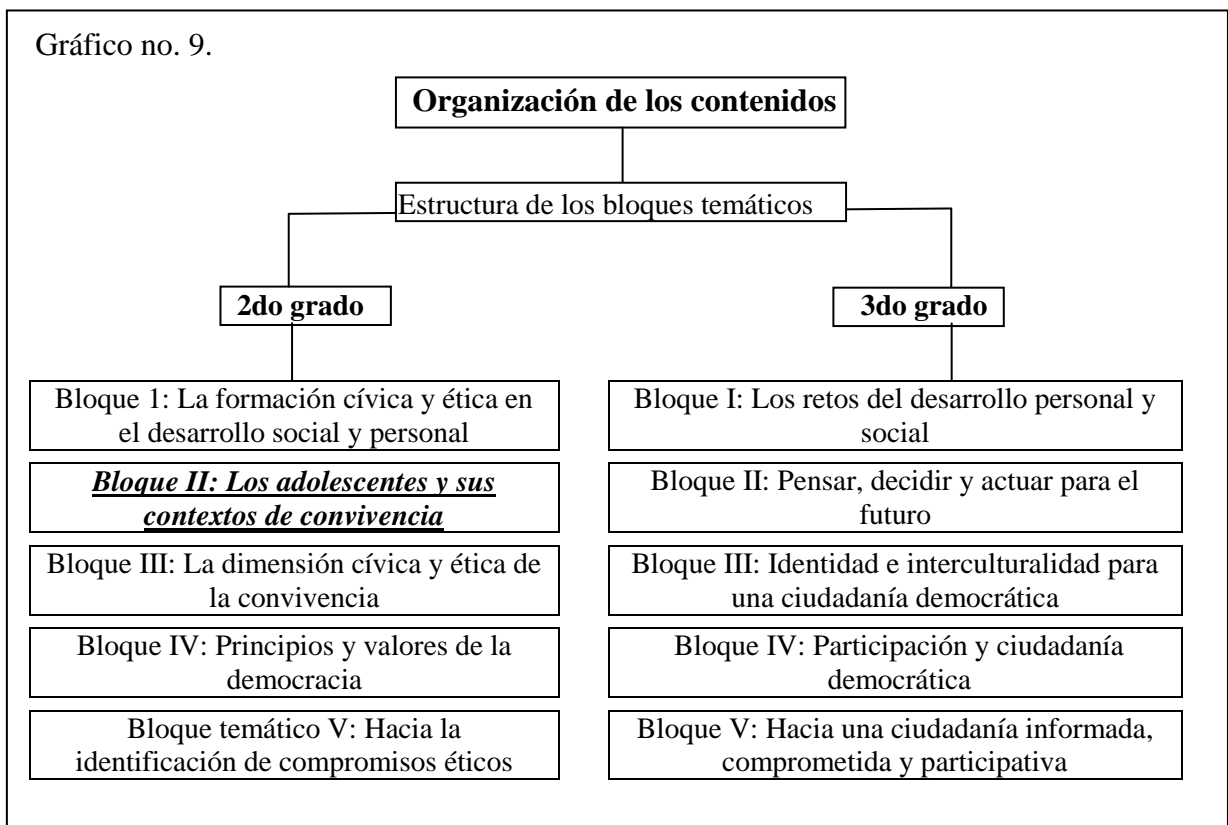 Gráfico no. 9.
Organización de los contenidos
Estructura de los bloques temáticos
2do grado
Bloque 1: La formación cívica y ética en
el desarrollo social y personal
Bloque II: Los adolescentes y sus
contextos de convivencia
Bloque III: La dimensión cívica y ética de
la convivencia
Bloque IV: Principios y valores de la
democracia
Bloque temático V: Hacia la
identificación de compromisos éticos
3do grado
Bloque I: Los retos del desarrollo personal y
social
Bloque II: Pensar, decidir y actuar para el
futuro
Bloque III: Identidad e interculturalidad para
una ciudadanía democrática
Bloque IV: Participación y ciudadanía
democrática
Bloque V: Hacia una ciudadanía informada,
comprometida y participativa